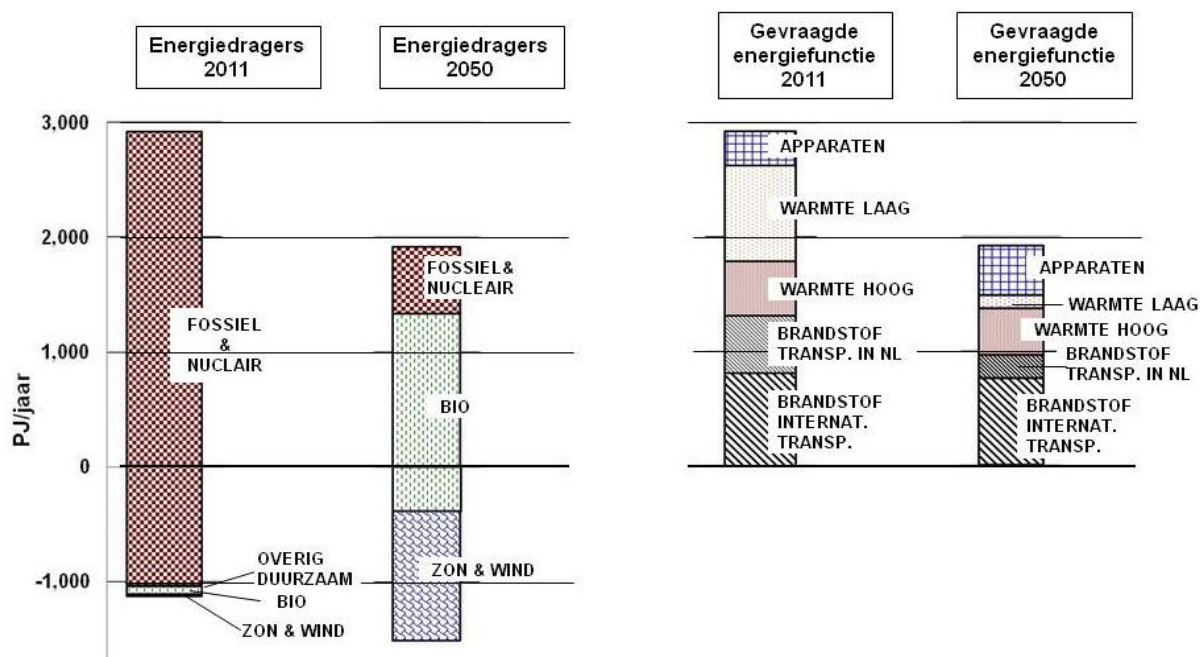 Energiedragers
2011
Energiedragers
2050
Gevraagde
energiefunctie
2011
Gevraagde
energiefunctie
2050
PJ/jaar
3,000
2,000
1,000
0
-1,000
FOSSIEL
&
NUCLAIR
OVERIG
DUURZAAM
BIO
ZON & WIND
FOSSIEL&
NUCLEAIR
BIO
ZON & WIND
APPARATEN
WARMTE LAAG
WARMTE HOOG
BRANDSTOF
TRANSP. IN NL
BRANDSTOF
INTERNAT.
TRANSP.
APPARATEN
WARMTE LAAG
WARMTE HOOG
BRANDSTOF
TRANSP. IN NL
BRANDSTOF
INTERNAT.
TRANSP.